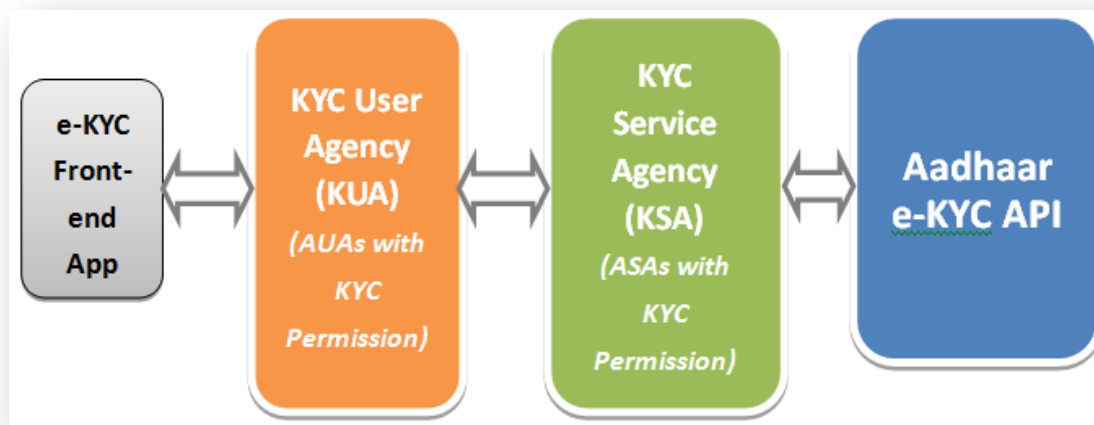 e-KYC
Front-
end
App
KYC User
Agency
(KUA)
(AUAs with
KYC
Permission)
KYC
Service
Agency
(KSA)
(ASAs with
KYC
Permission)
Aadhaar
e-KYC API